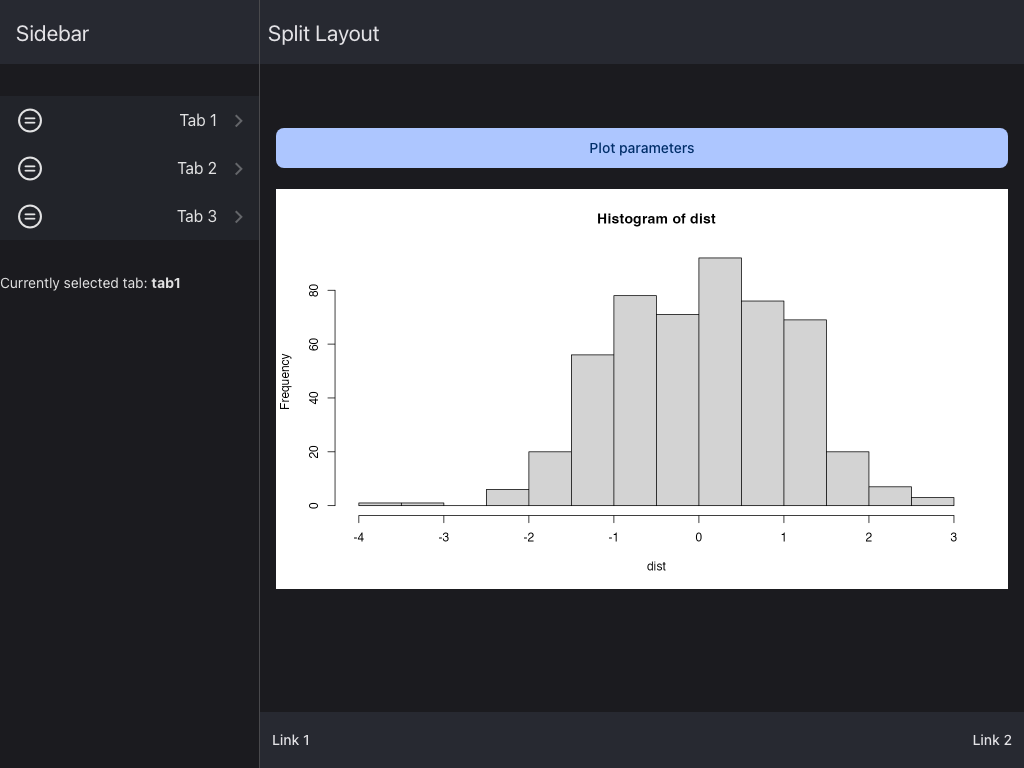 Sidebar
Split Layout
Tab 1
Tab 2
Tab 3
Currently selected tab: tab1
Plot parameters
Histogram of dist
Frequency
80
60
40
20
0
-4 -3 -2 -1 0 1 2 3
dist
Link 1
Link 2